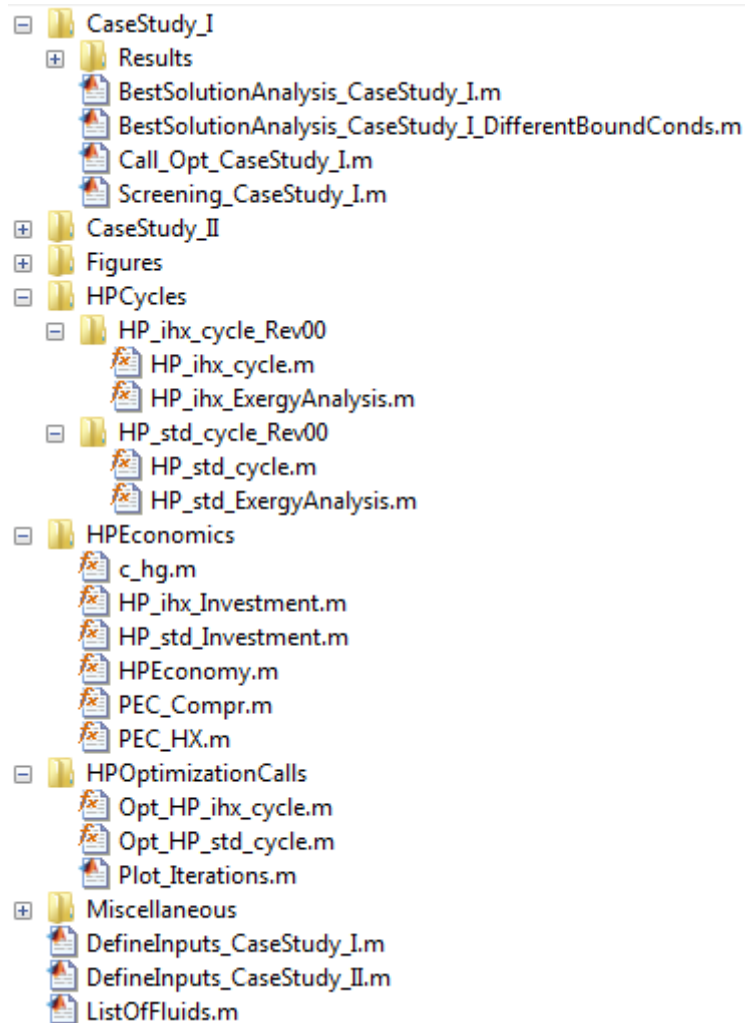 CaseStudy_I
Results
BestSolutionAnalysis_CaseStudy_I.m
BestSolutionAnalysis_CaseStudy_I_DifferentBoundConds.m
Call_Opt_CaseStudy_I.m
Screening_CaseStudy_I.m
CaseStudy_II
Figures
HPCycles
HP_ihx_cycle_Rev00
HP_ihx_cycle.m
HP_ihx_ExergyAnalysis.m
HP_std_cycle_Rev00
HP_std_cycle.m
HP_std_ExergyAnalysis.m
HPEconomics
c_hg.m
HP_ihx_Investment.m
HP_std_Investment.m
HPEconomy.m
PEC_Compr.m
PEC_HX.m
HPOptimizationCalls
Opt_HP_ihx_cycle.m
Opt_HP_std_cycle.m
Plot_Iterations.m
Miscellaneous
DefineInputs_CaseStudy_I.m
DefineInputs_CaseStudy_II.m
ListOfFluids.m